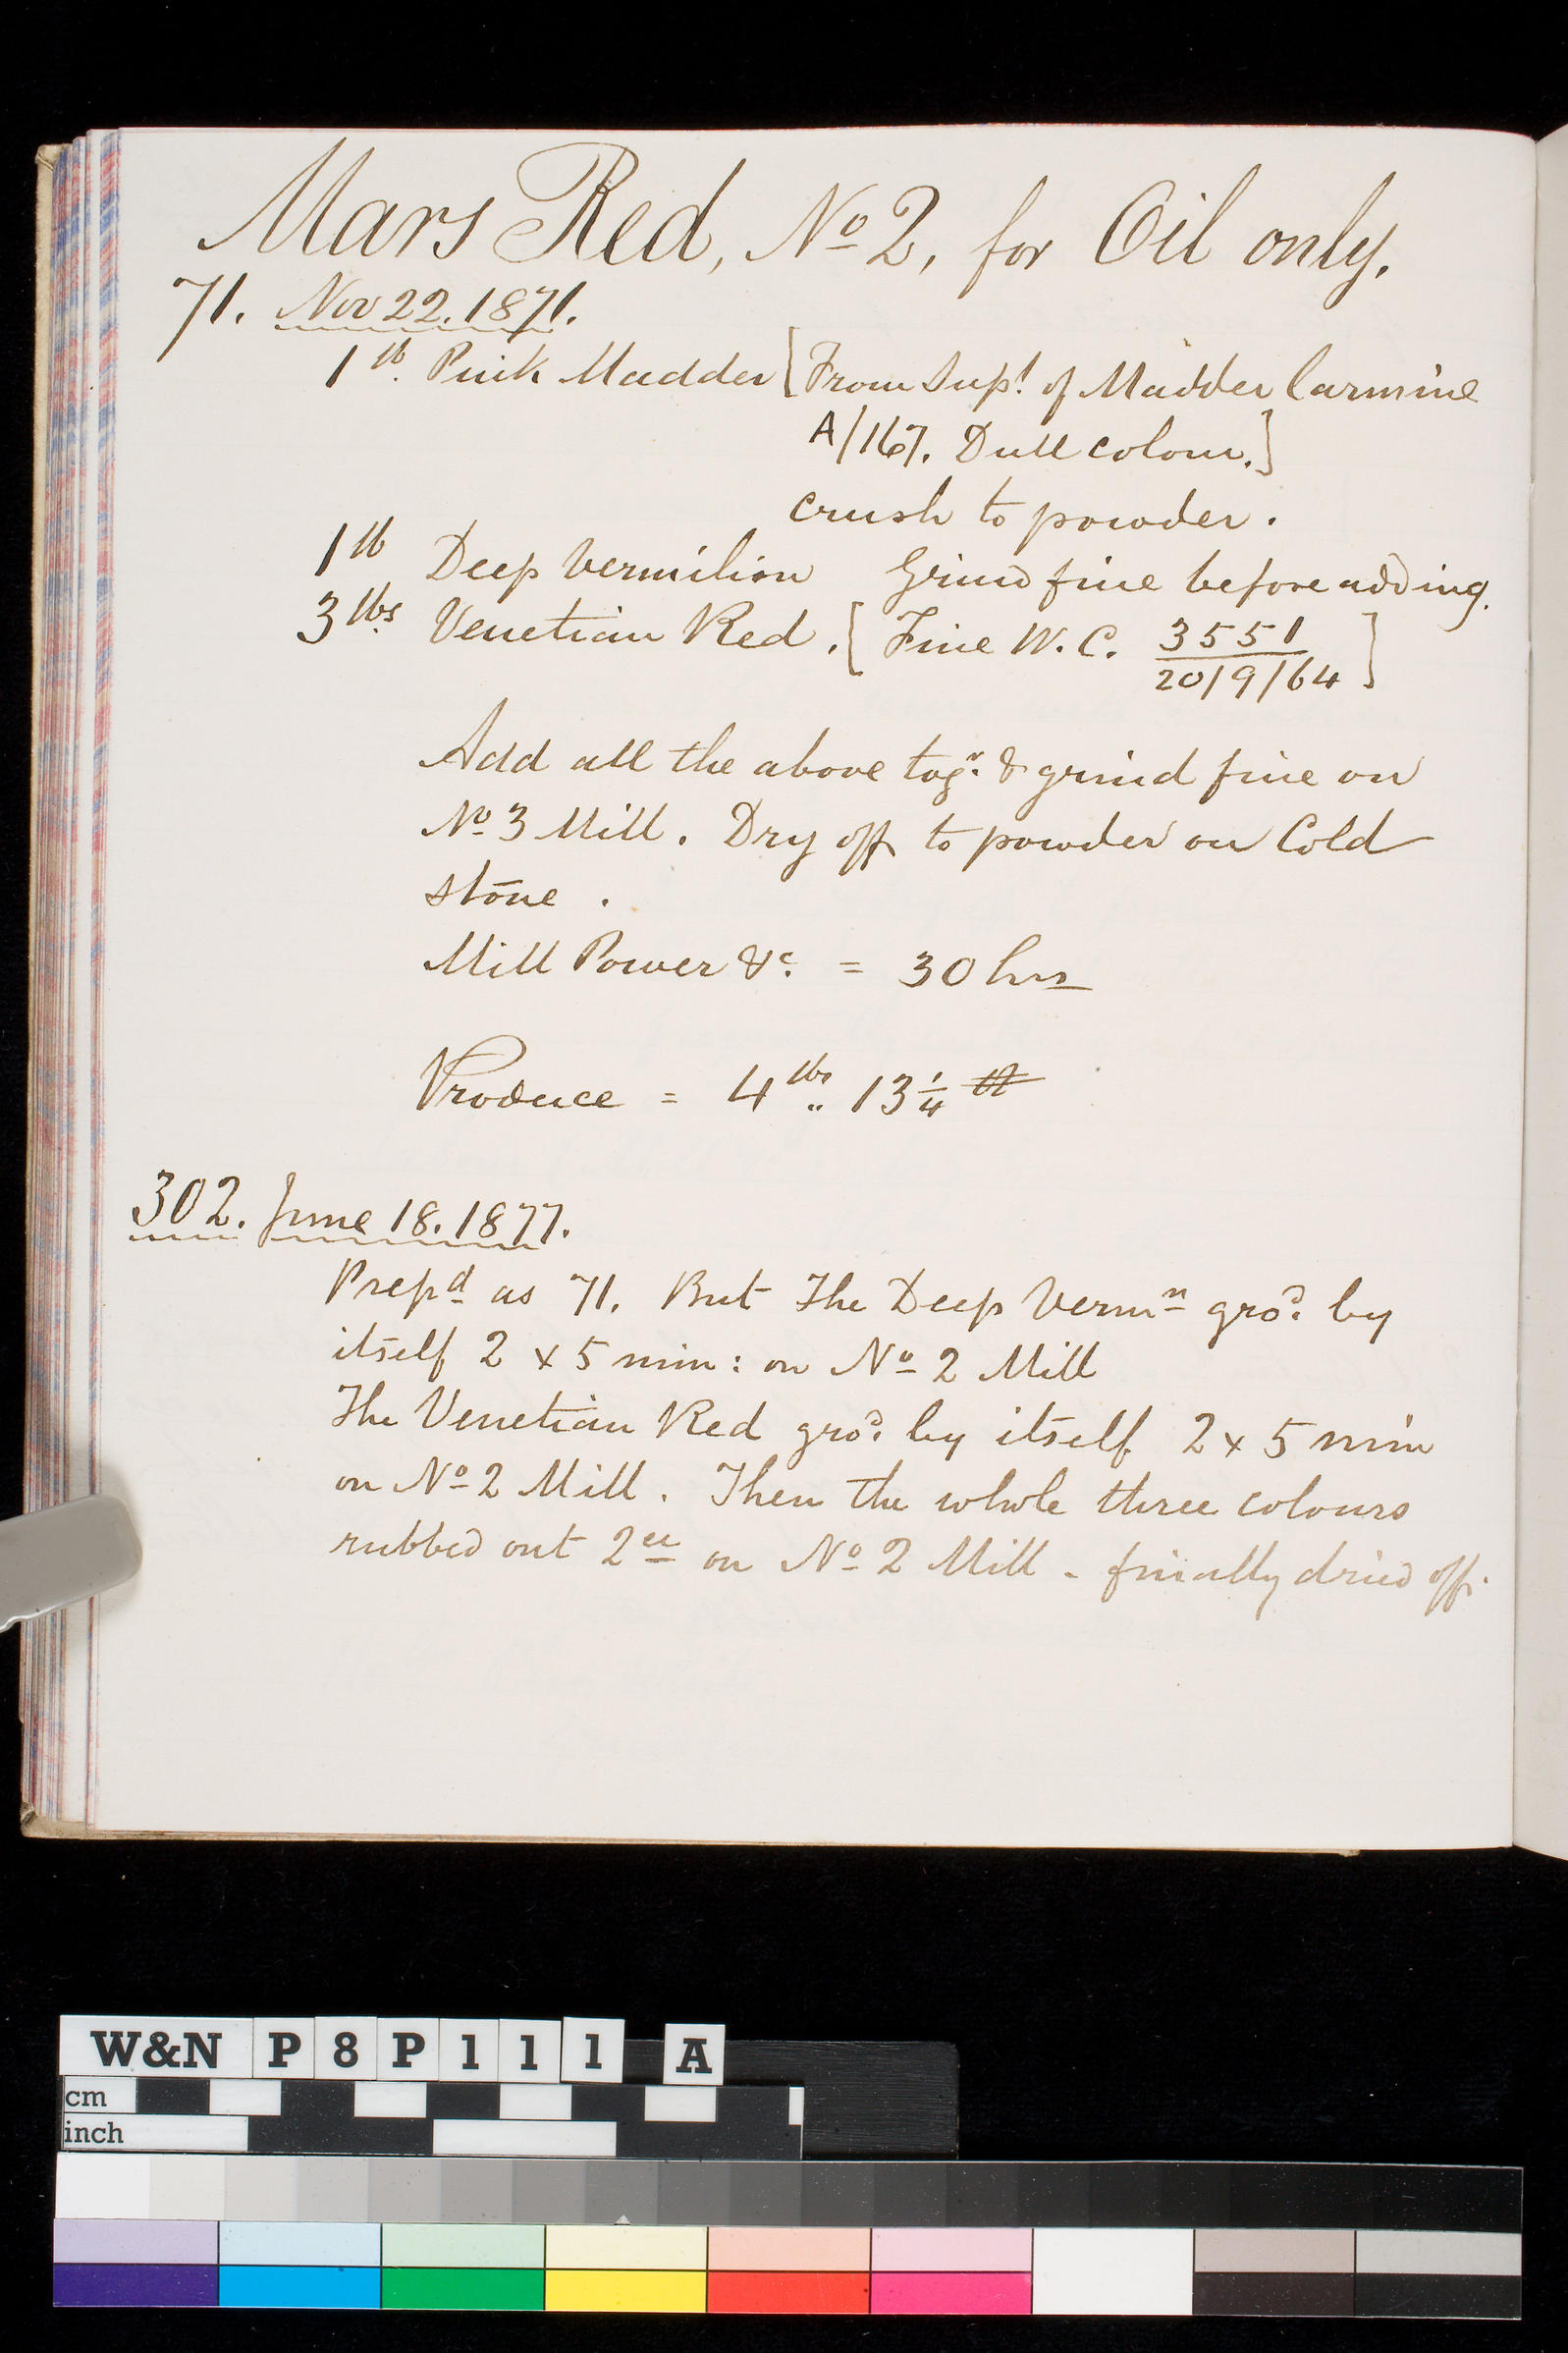 Mars Red, No 2, for Oil only.
71. Nov 22. 1871.
1 lb. Pink Madder [From Supt. of Madder Carmine
A/167. Dull colour.]
crush to powder.
1 lb Deep Vermilion Grind fine before adding.
3 lbs Venetian Red. [Fine W. C. 3551
20/9/64]
Add all the above togr. & grind fine on
No 3 Mill. Dry off to powder on Cold
stone.
Mill Power &c. = 30 hrs
Produce = 4 lbs .. 13 1/4
302. June 18. 1877.
Prepd as 71. But The Deep Vermn grod. by
itself 2 x 5 min: on No 2 Mill
The Venetian Red grod. by itself 2 x 5 min
on No 2 Mill. Then the whole three colours
rubbed out 2ce on No 2 Mill - finally dried off.
W&N P8P111 A
cm
inch